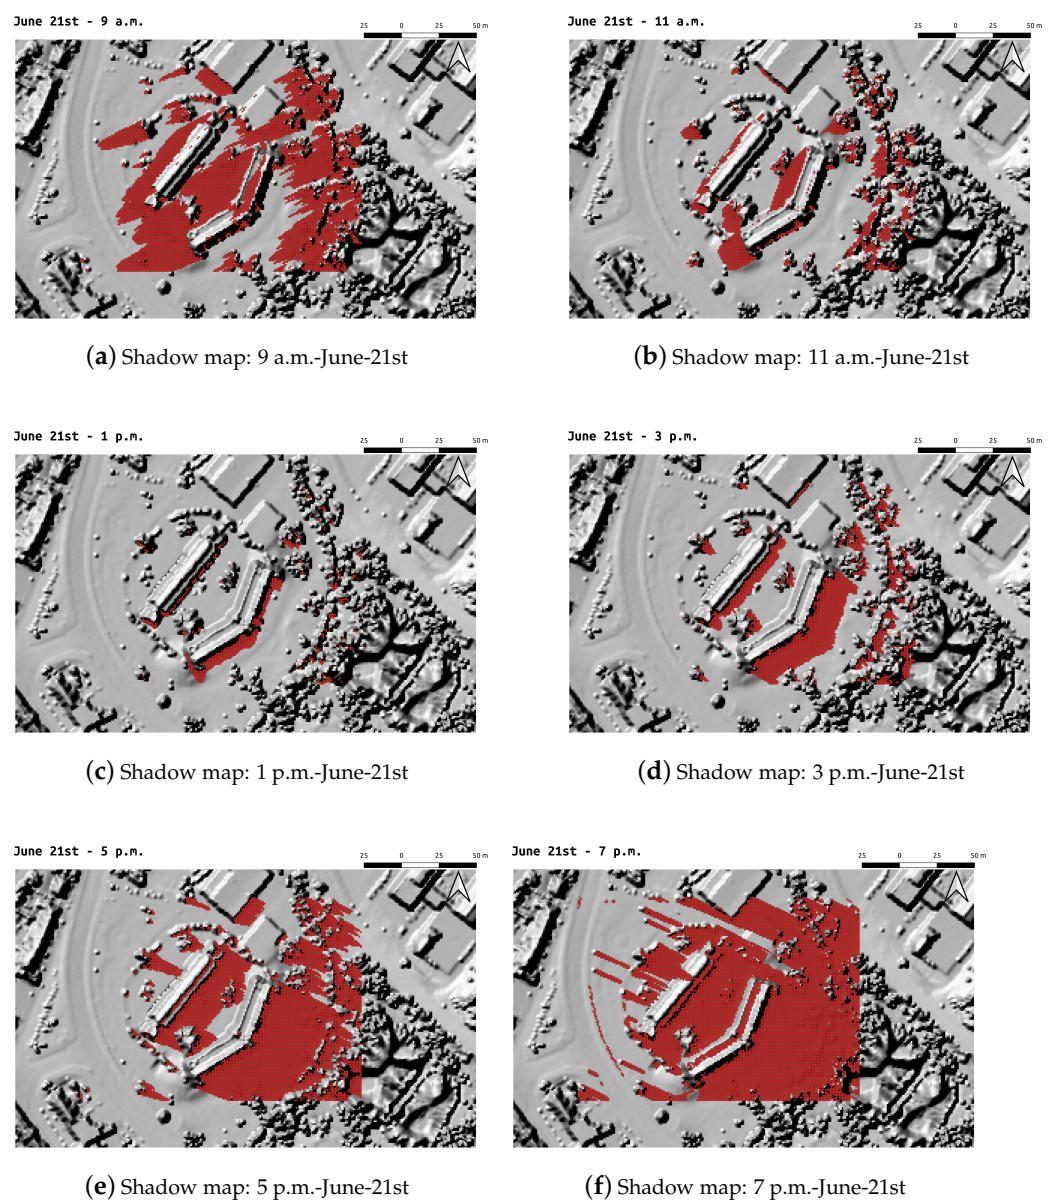 June 21st - 9 a.m.
25 0 25 50 m
June 21st - 11 a.m.
25 0 25 50 m
(a) Shadow map: 9 a.m.-June-21st
(b) Shadow map: 11 a.m.-June-21st
June 21st - 1 p.m.
25 0 25 50 m
June 21st - 3 p.m.
25 0 25 50 m
(c) Shadow map: 1 p.m.-June-21st
(d) Shadow map: 3 p.m.-June-21st
June 21st - 5 p.m.
25 0 25 50 m
June 21st - 7 p.m.
25 0 25 50 m
(e) Shadow map: 5 p.m.-June-21st
(f) Shadow map: 7 p.m.-June-21st